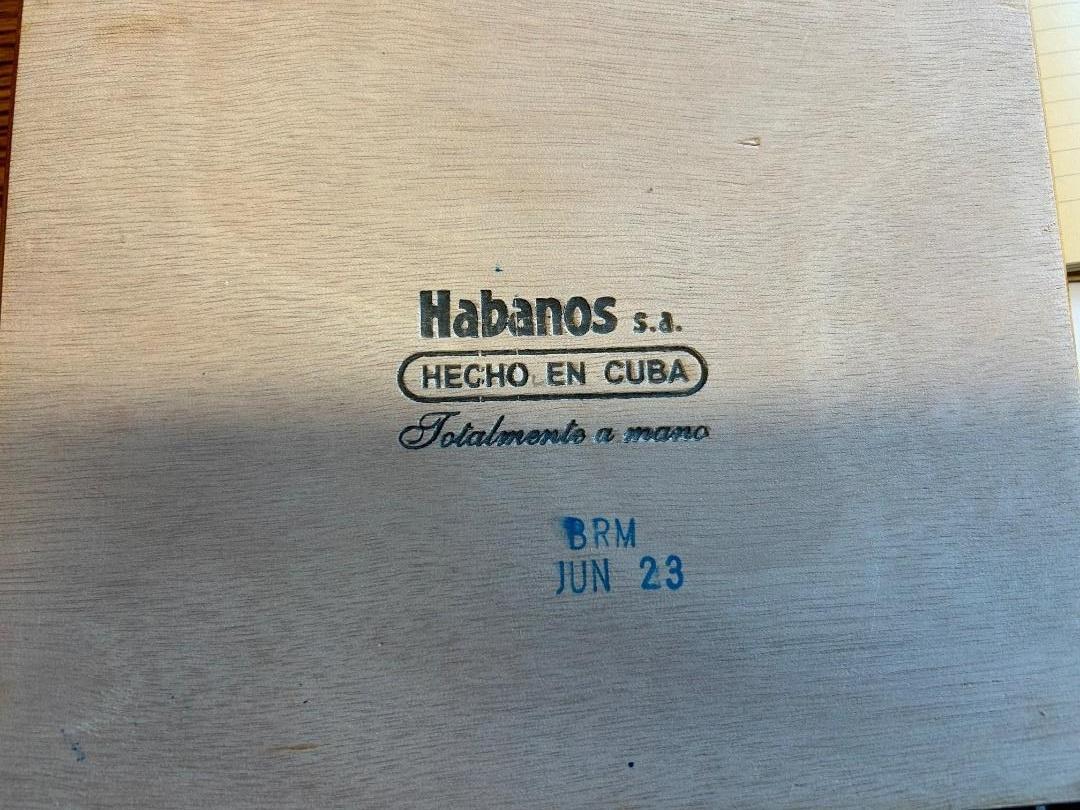 Habanos s.a.
HECHO EN CUBA
Totalmente a mano
BRM
JUN 23